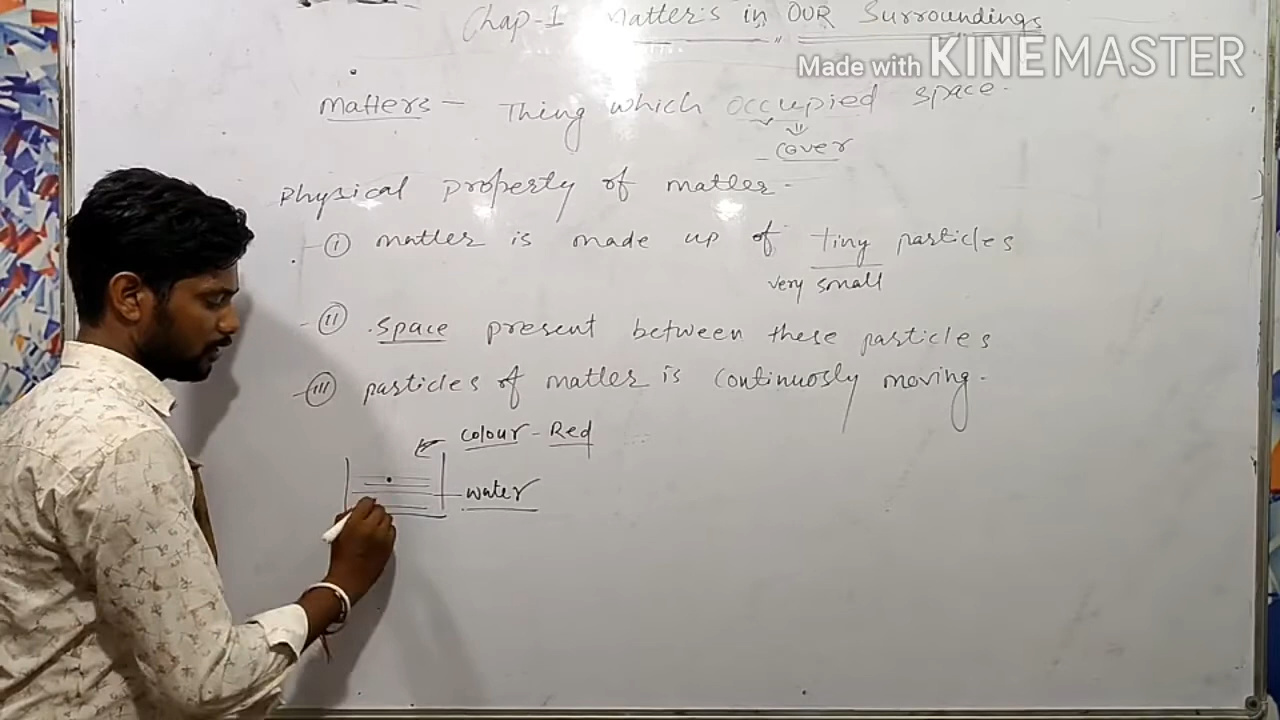 Chap-1 Matter's in OUR Surroundings
Made with KINEMASTER
Matters - Thing which occupied space.
cover
Physical property of matter-
(i) matter is made up of tiny particles
very small
(ii) .space present between these particles
(iii) particles of matter is continuosly moving.
colour - Red
water